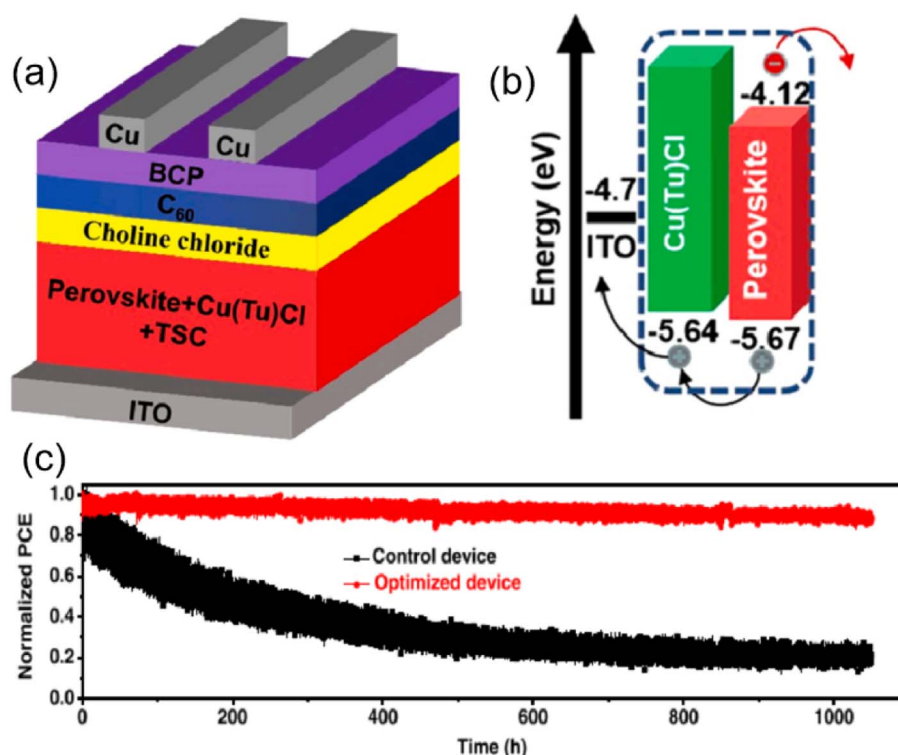 (a)
Cu
Cu
BCP
C60
Choline chloride
Perovskite+Cu(Tu)Cl
+TSC
ITO
(b)
Energy (eV)
-4.7
ITO
Cu(Tu)Cl
-5.64
-4.12
Perovskite
-5.67
(c)
Normalized PCE
1.0
0.8
0.6
0.4
0.2
0.0
Control device
Optimized device
0
200
400
600
800
1000
Time (h)